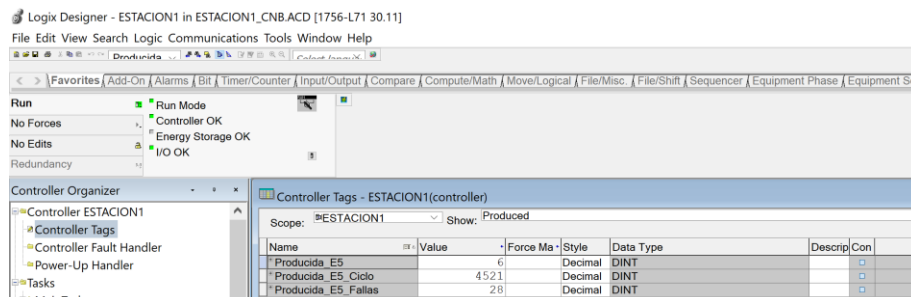 Logix Designer - ESTACION1 in ESTACION1_CNB.ACD [1756-L71 30.11]
File Edit View Search Logic Communications Tools Window Help
Producida
Favorites Add-On Alarms Bit Timer/Counter Input/Output Compare Compute/Math Move/Logical File/Misc. File/Shift Sequencer Equipment Phase Equipment
Run
Run Mode
No Forces
Controller OK
No Edits
Energy Storage OK
Redundancy
I/O OK
Controller Organizer
Controller ESTACION1
Controller Tags
Controller Fault Handler
Power-Up Handler
Tasks
Controller Tags - ESTACION1(controller)
Scope: ESTACION1 Show: Produced
Name Value Force Ma Style Data Type Descrip Con
Producida_E5 6 Decimal DINT
Producida_E5_Ciclo 4521 Decimal DINT
Producida_E5_Fallas 28 Decimal DINT